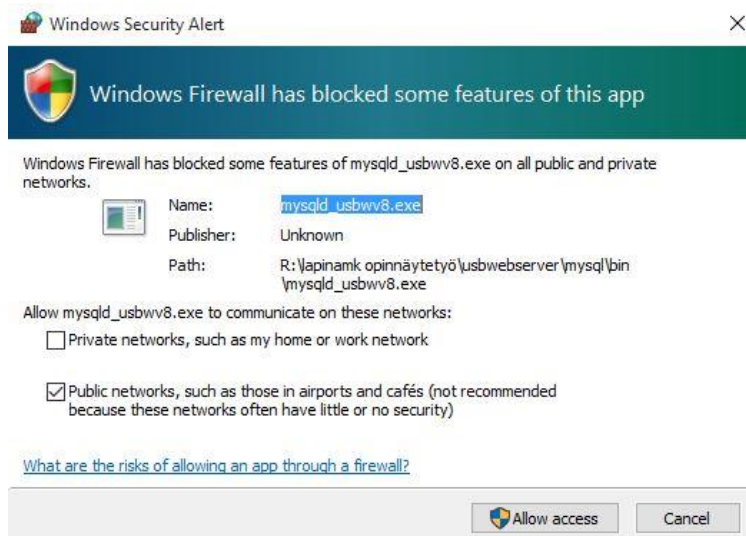 Windows Security Alert
Windows Firewall has blocked some features of this app
Windows Firewall has blocked some features of mysqld_usbwv8.exe on all public and private
networks.
Name: mysqld_usbwv8.exe
Publisher: Unknown
Path: R:\lapinamk opinnäytetyö\usbwebserver\mysql\bin
\mysqld_usbwv8.exe
Allow mysqld_usbwv8.exe to communicate on these networks:
Private networks, such as my home or work network
Public networks, such as those in airports and cafés (not recommended
because these networks often have little or no security)
What are the risks of allowing an app through a firewall?
Allow access Cancel